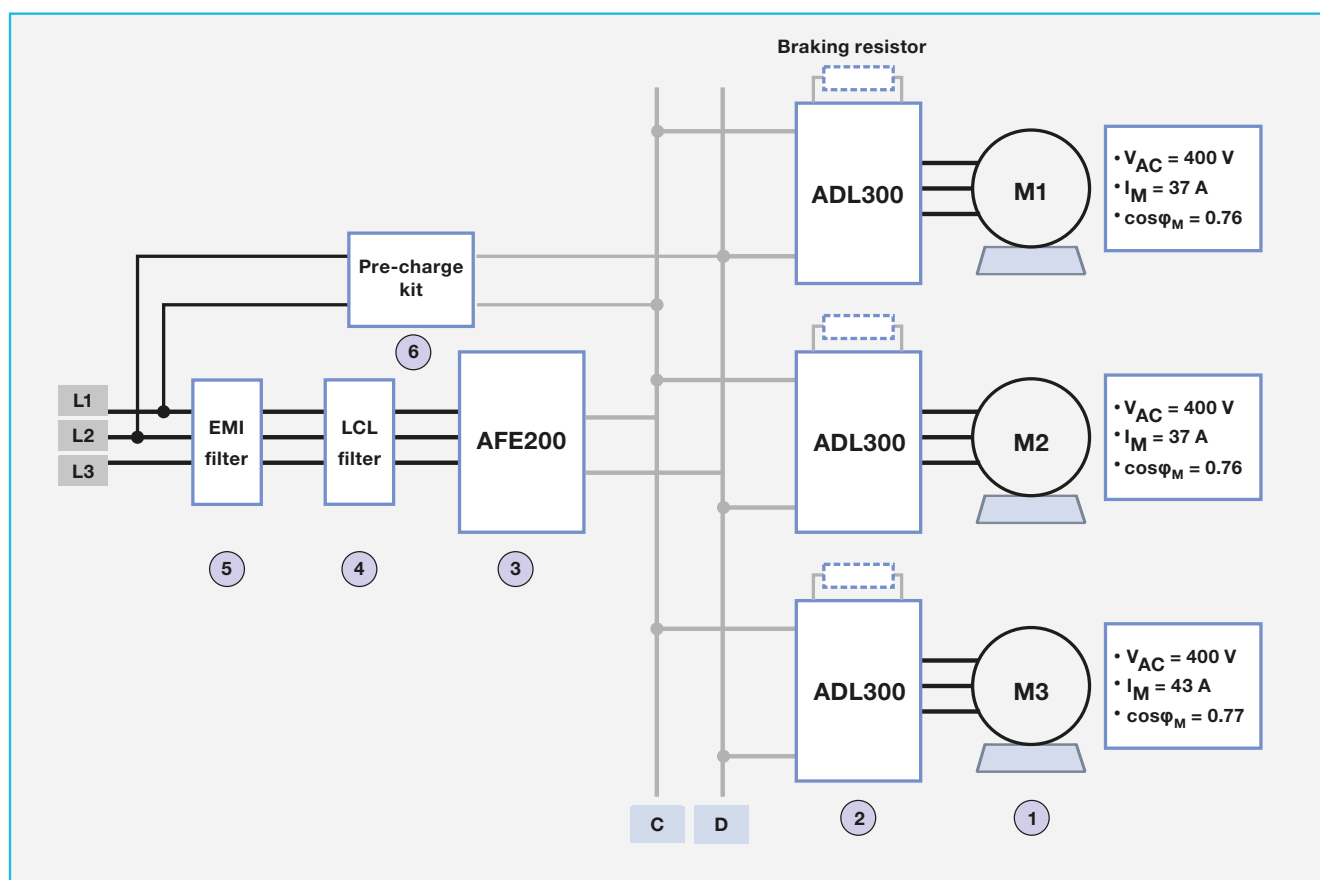 Braking resistor
ADL300
M1
• VAC = 400 V
• IM = 37 A
• cosφM = 0.76
Pre-charge
kit
6
L1
L2
L3
EMI
filter
LCL
filter
AFE200
5
4
3
ADL300
M2
• VAC = 400 V
• IM = 37 A
• cosφM = 0.76
ADL300
M3
• VAC = 400 V
• IM = 43 A
• cosφM = 0.77
C
D
2
1